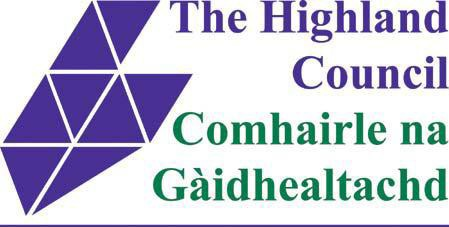 The Highland
Council
Comhairle na
Gàidhealtachd